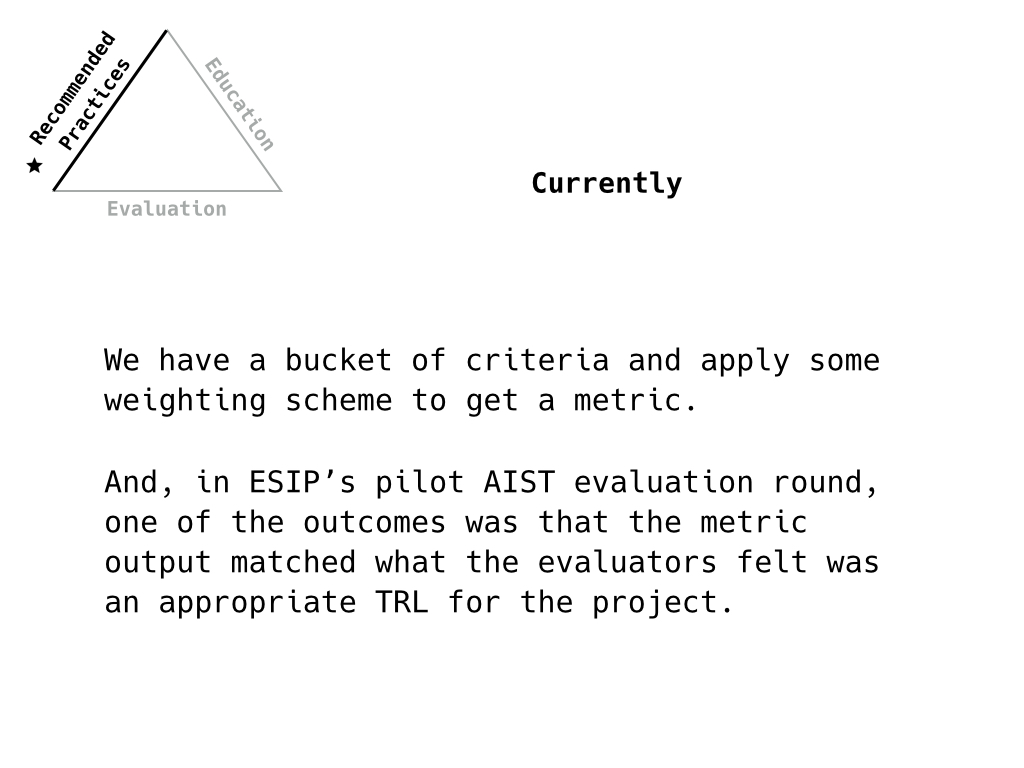 Recommended
Practices
Education
Evaluation
Currently
We have a bucket of criteria and apply some
weighting scheme to get a metric.
And, in ESIP’s pilot AIST evaluation round,
one of the outcomes was that the metric
output matched what the evaluators felt was
an appropriate TRL for the project.